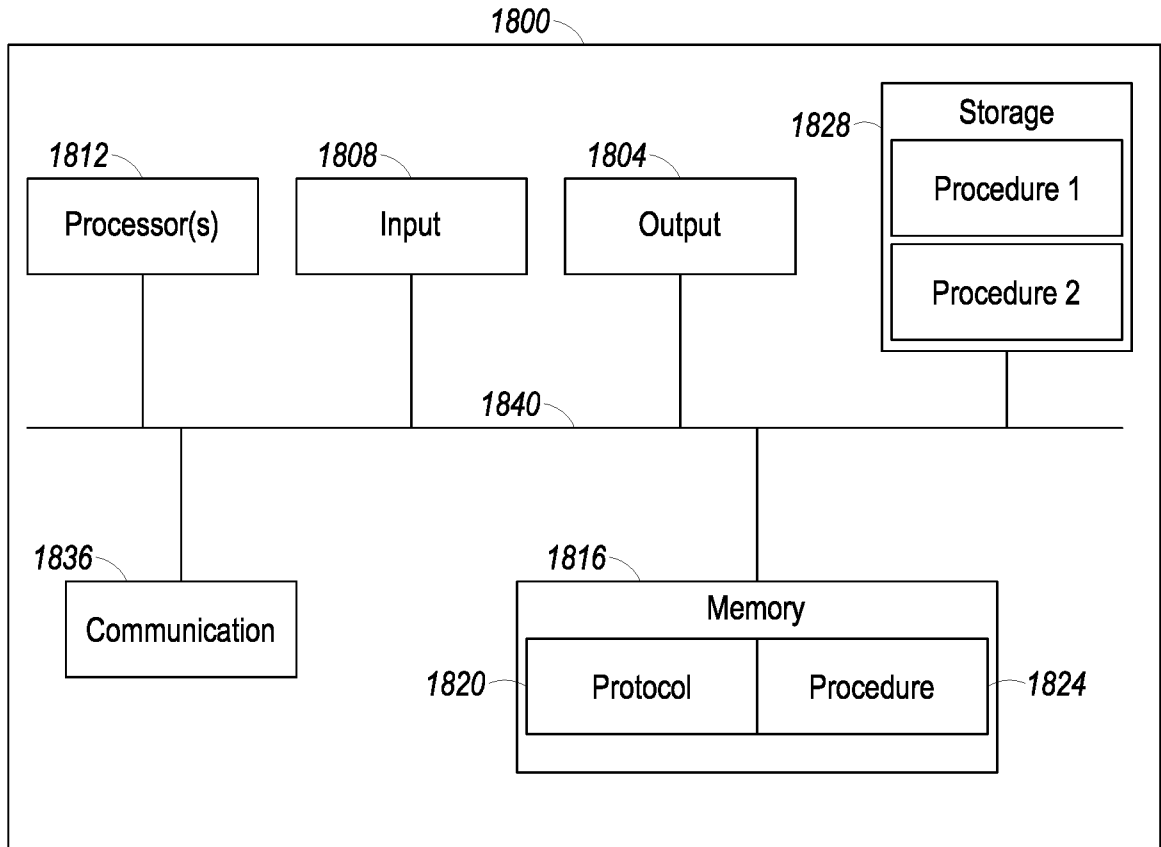 1800
1828
Storage
Procedure 1
Procedure 2
1812
Processor(s)
1808
Input
1804
Output
1840
1836
Communication
1816
Memory
1820
Protocol
Procedure
1824